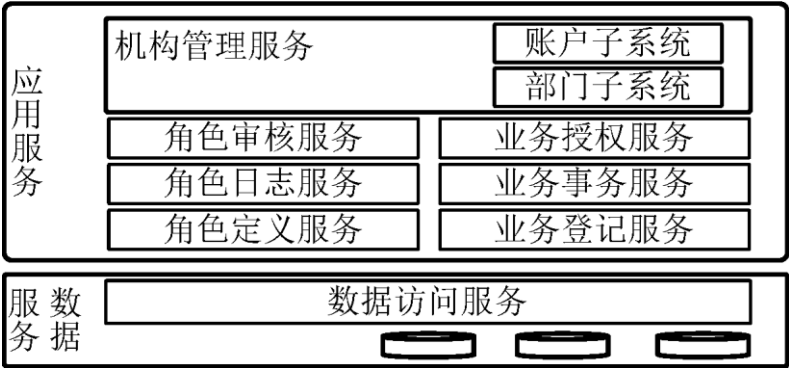 应用服务
机构管理服务
账户子系统
部门子系统
角色审核服务
业务授权服务
角色日志服务
业务事务服务
角色定义服务
业务登记服务
数据服务
数据访问服务